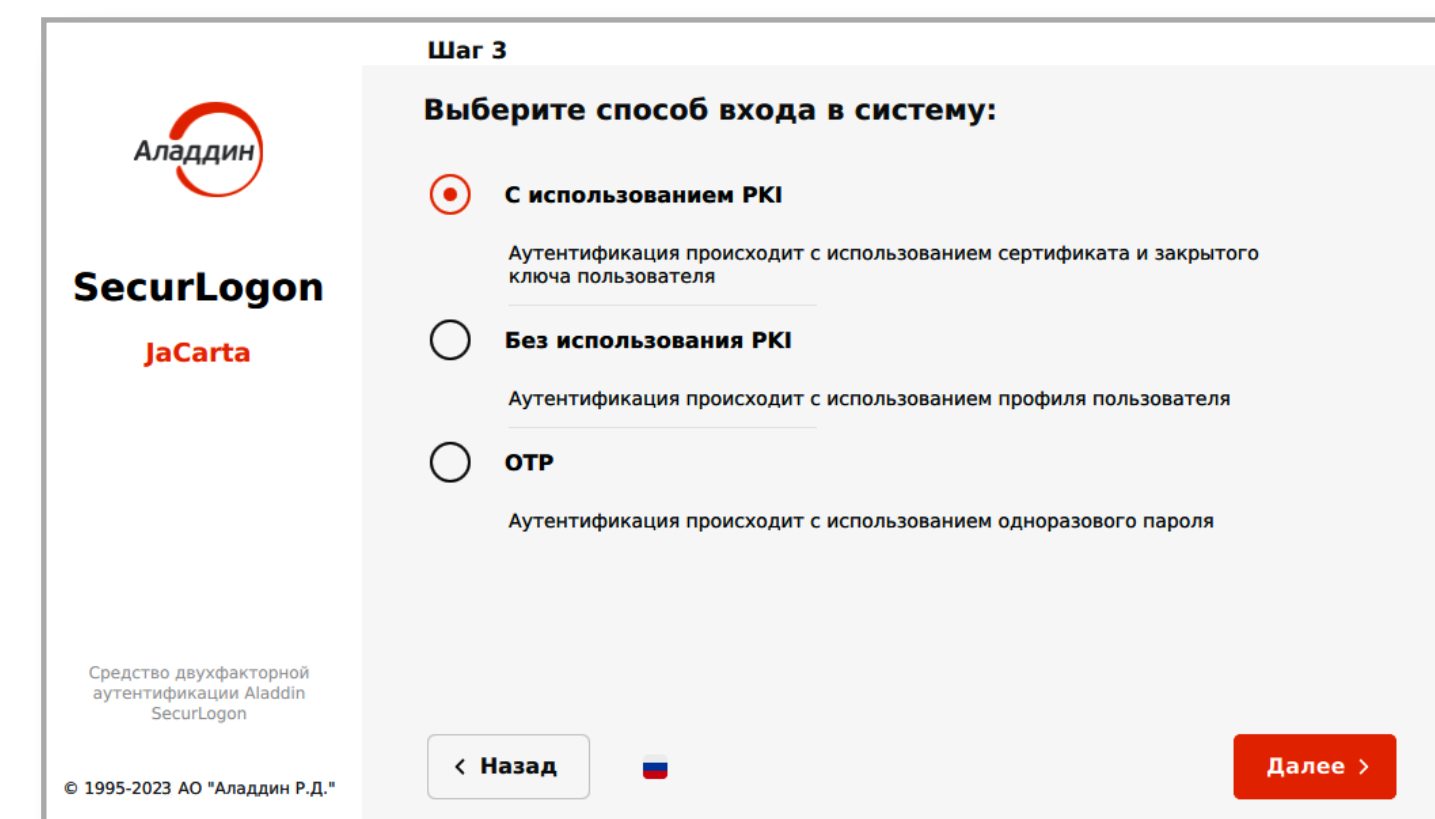 Шаг 3
Аладдин
SecurLogon
JaCarta
Средство двухфакторной
аутентификации Aladdin
SecurLogon
© 1995-2023 АО "Аладдин Р.Д."
Выберите способ входа в систему:
С использованием PKI
Аутентификация происходит с использованием сертификата и закрытого
ключа пользователя
Без использования PKI
Аутентификация происходит с использованием профиля пользователя
OTP
Аутентификация происходит с использованием одноразового пароля
Назад
Далее